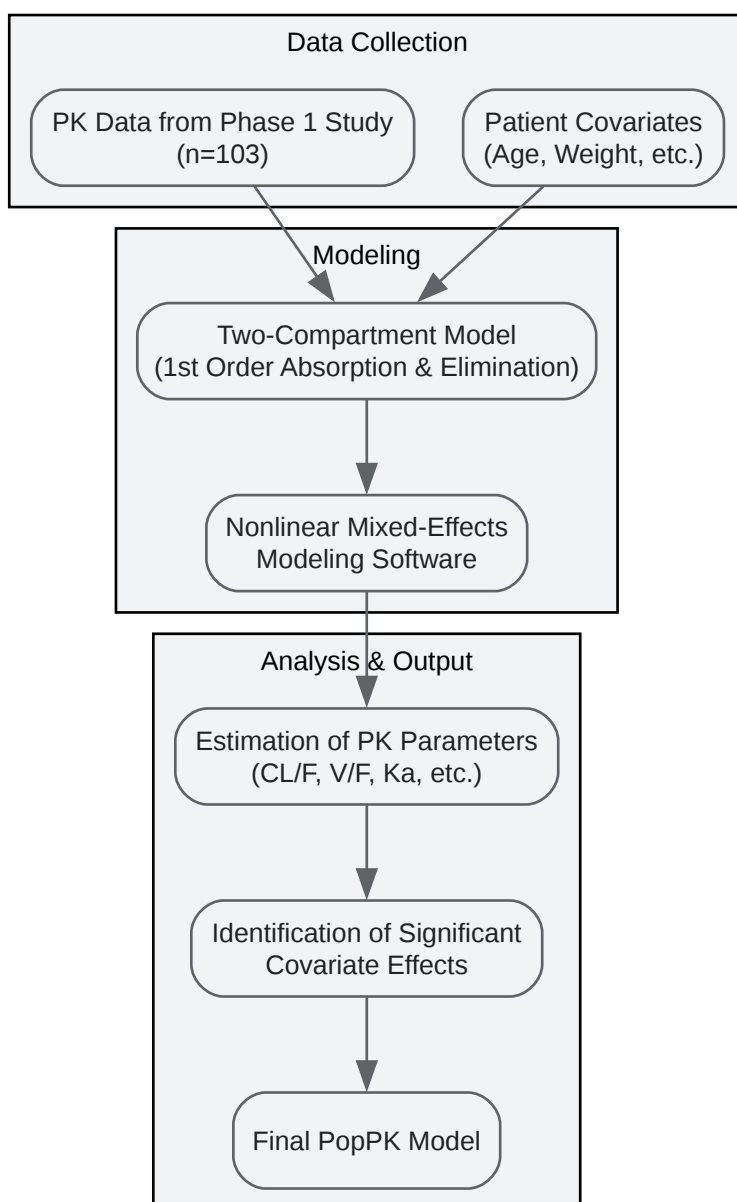 Data Collection
PK Data from Phase 1 Study
(n=103)
Patient Covariates
(Age, Weight, etc.)
Modeling
Two-Compartment Model
(1st Order Absorption & Elimination)
Nonlinear Mixed-Effects
Modeling Software
Analysis & Output
Estimation of PK Parameters
(CL/F, V/F, Ka, etc.)
Identification of Significant
Covariate Effects
Final PopPK Model